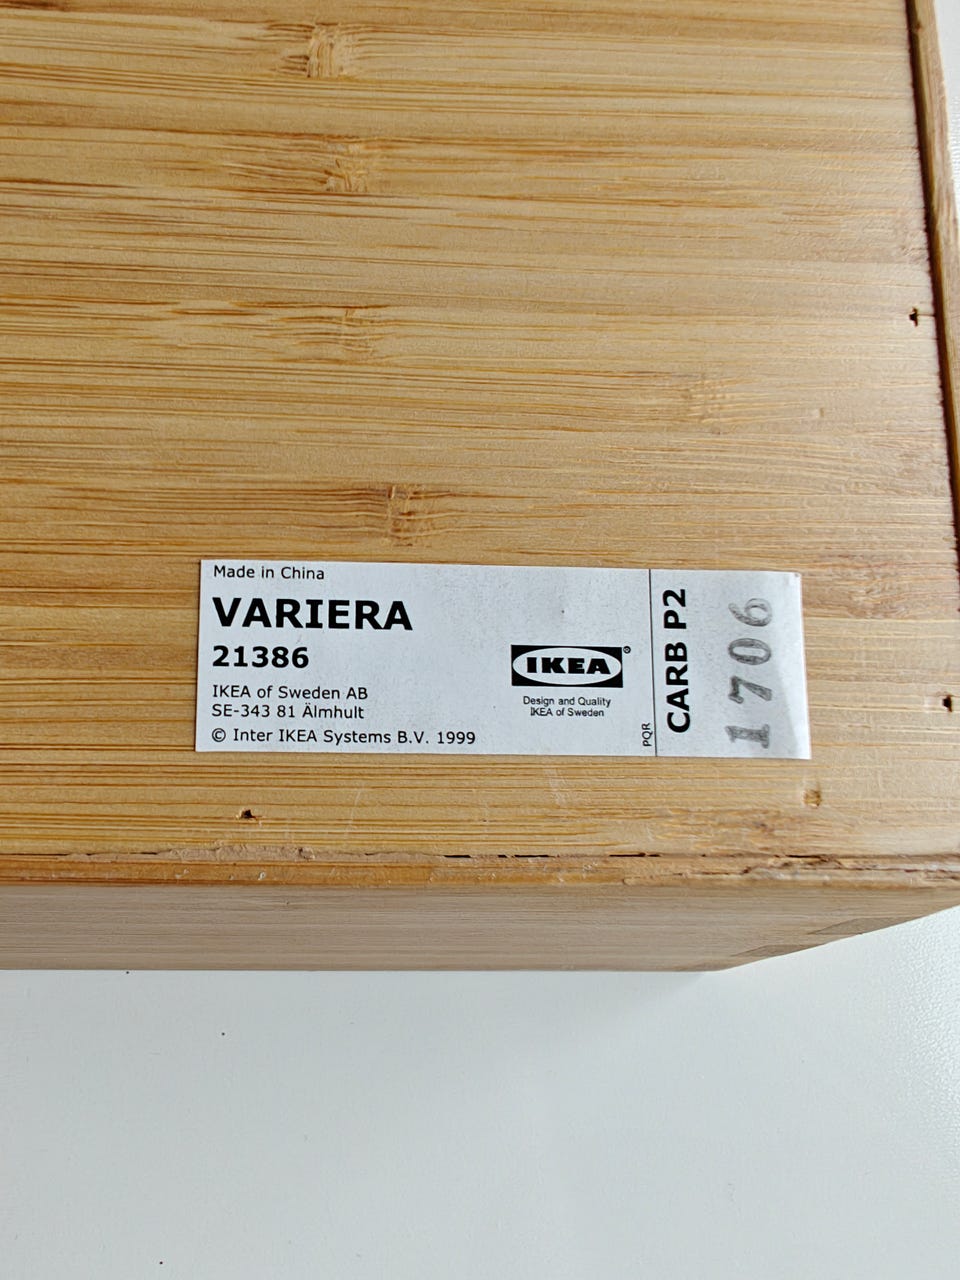 Made in China
VARIERA
21386
IKEA of Sweden AB
SE-343 81 Älmhult
© Inter IKEA Systems B.V. 1999
IKEA®
Design and Quality
IKEA of Sweden
PQR
CARB P2
1706